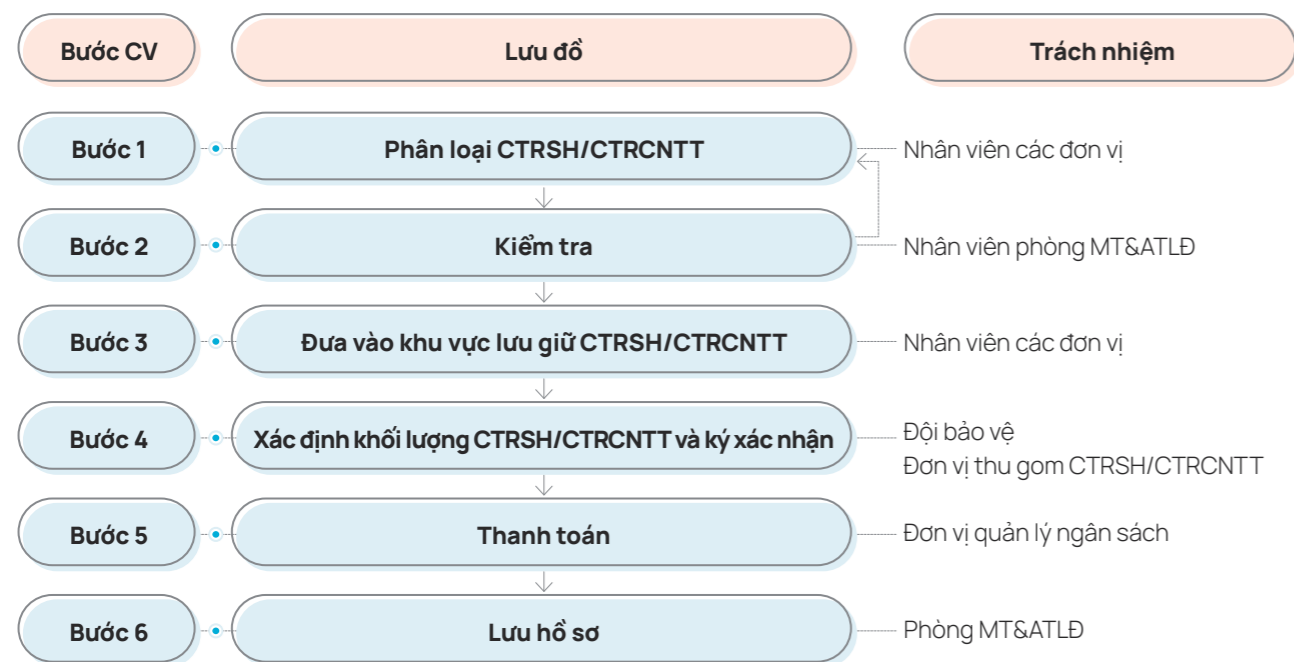 Bước CV
Lưu đồ
Trách nhiệm
Bước 1
Phân loại CTRSH/CTRCNTT
Nhân viên các đơn vị
Bước 2
Kiểm tra
Nhân viên phòng MT&ATLĐ
Bước 3
Đưa vào khu vực lưu giữ CTRSH/CTRCNTT
Nhân viên các đơn vị
Bước 4
Xác định khối lượng CTRSH/CTRCNTT và ký xác nhận
Đội bảo vệ
Đơn vị thu gom CTRSH/CTRCNTT
Bước 5
Thanh toán
Đơn vị quản lý ngân sách
Bước 6
Lưu hồ sơ
Phòng MT&ATLĐ